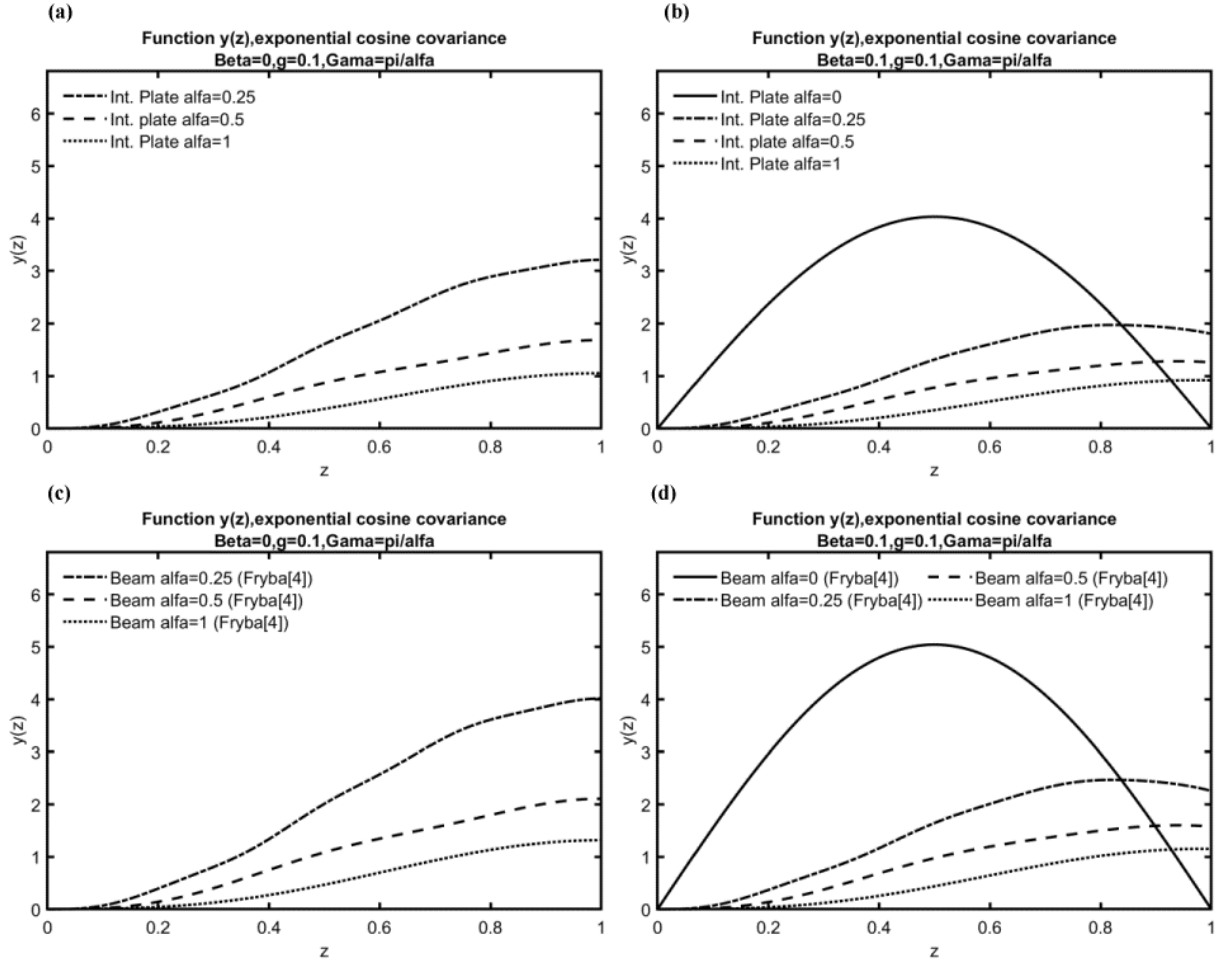 (a)
Function y(z),exponential cosine covariance
Beta=0,g=0.1,Gama=pi/alfa
Int. Plate alfa=0.25
Int. plate alfa=0.5
Int. Plate alfa=1
y(z)
6
5
4
3
2
1
0
0 0.2 0.4 0.6 0.8 1
z
(b)
Function y(z),exponential cosine covariance
Beta=0.1,g=0.1,Gama=pi/alfa
Int. Plate alfa=0
Int. Plate alfa=0.25
Int. plate alfa=0.5
Int. Plate alfa=1
y(z)
6
5
4
3
2
1
0
0 0.2 0.4 0.6 0.8 1
z
(c)
Function y(z),exponential cosine covariance
Beta=0,g=0.1,Gama=pi/alfa
Beam alfa=0.25 (Fryba[4])
Beam alfa=0.5 (Fryba[4])
Beam alfa=1 (Fryba[4])
y(z)
6
5
4
3
2
1
0
0 0.2 0.4 0.6 0.8 1
z
(d)
Function y(z),exponential cosine covariance
Beta=0.1,g=0.1,Gama=pi/alfa
Beam alfa=0 (Fryba[4]) Beam alfa=0.5 (Fryba[4])
Beam alfa=0.25 (Fryba[4]) Beam alfa=1 (Fryba[4])
y(z)
6
5
4
3
2
1
0
0 0.2 0.4 0.6 0.8 1
z